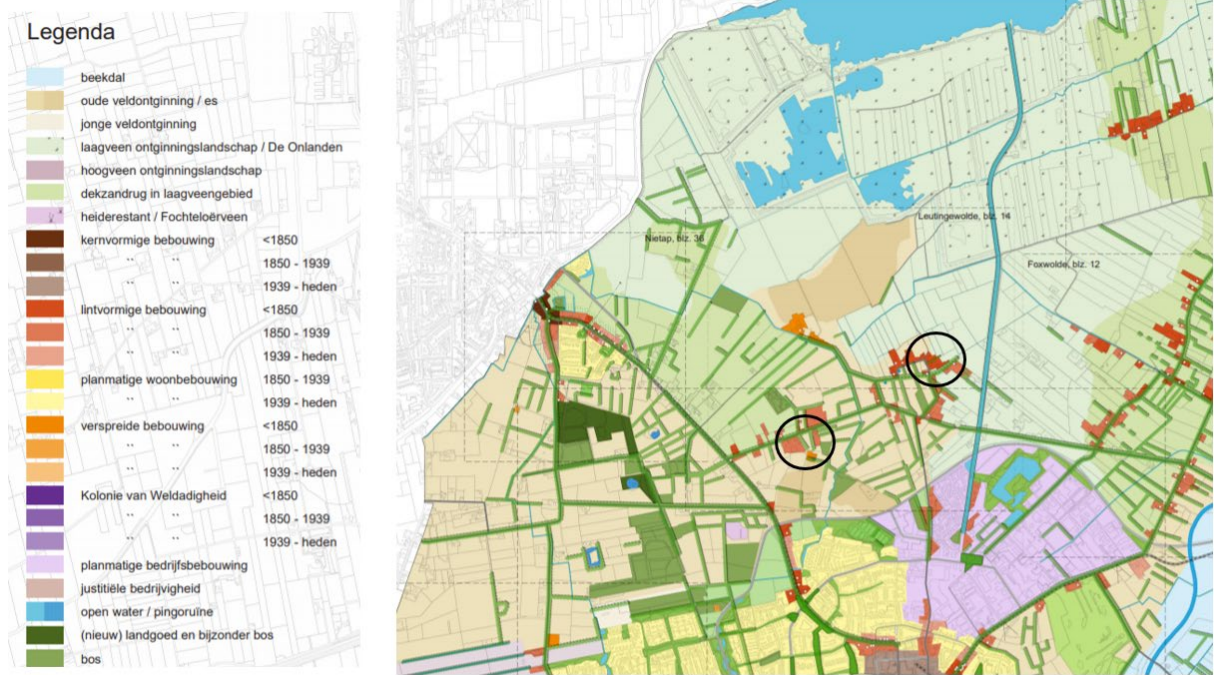 Legenda
beekdal
oude veldontginning / es
jonge veldontginning
laagveen ontginningslandschap / De Onlanden
hoogveen ontginningslandschap
dekzandrug in laagveengebied
heiderestant / Fochteloërveen
kernvormige bebouwing <1850
" " 1850 - 1939
" " 1939 - heden
lintvormige bebouwing <1850
" " 1850 - 1939
" " 1939 - heden
planmatige woonbebouwing 1850 - 1939
" " 1939 - heden
verspreide bebouwing <1850
" " 1850 - 1939
" " 1939 - heden
Kolonie van Weldadigheid <1850
" " 1850 - 1939
" " 1939 - heden
planmatige bedrijfsbebouwing
justitiële bedrijvigheid
open water / pingoruïne
(nieuw) landgoed en bijzonder bos
bos
Leutingewolde, blz. 14
Nietap, blz. 36
Foxwolde, blz. 12